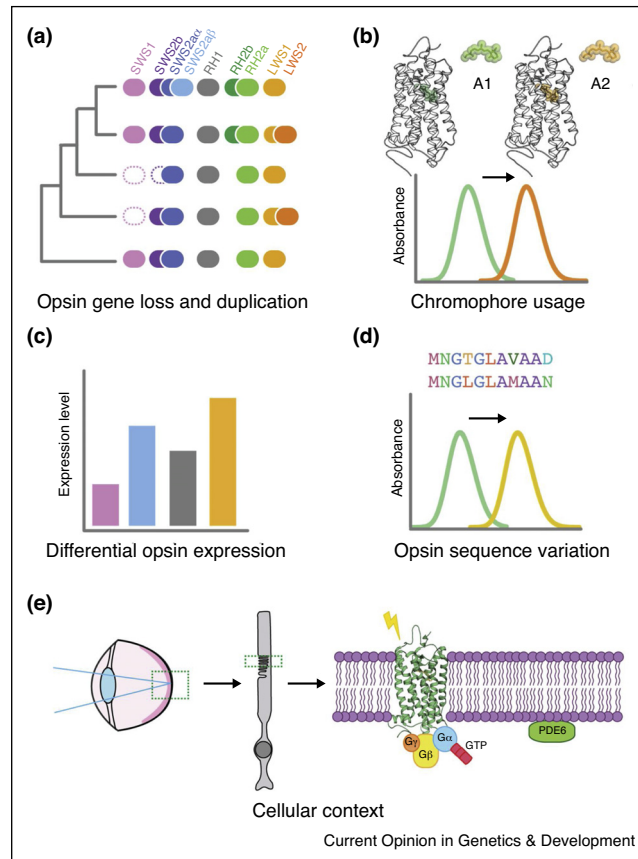 (a)
SWS1 SWS2b SWS2aα SWS2aβ RH1 RH2b RH2a LWS1 LWS2
Opsin gene loss and duplication
(b)
A1 A2
Absorbance
Chromophore usage
(c)
Expression level
Differential opsin expression
(d)
MNGTGLAVAAD
MNGLGLAMAAN
Absorbance
Opsin sequence variation
(e)
Gγ Gβ Gα GTP PDE6
Cellular context
Current Opinion in Genetics & Development